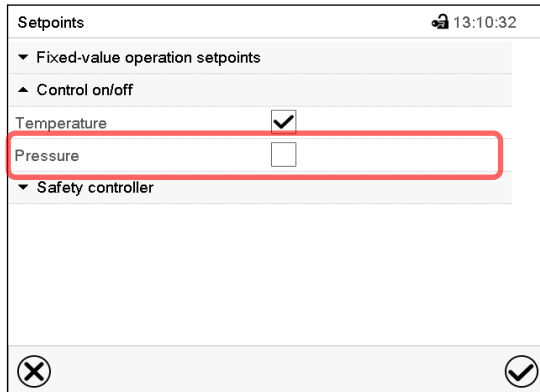 Setpoints 13:10:32
Fixed-value operation setpoints
Control on/off
Temperature
Pressure
Safety controller